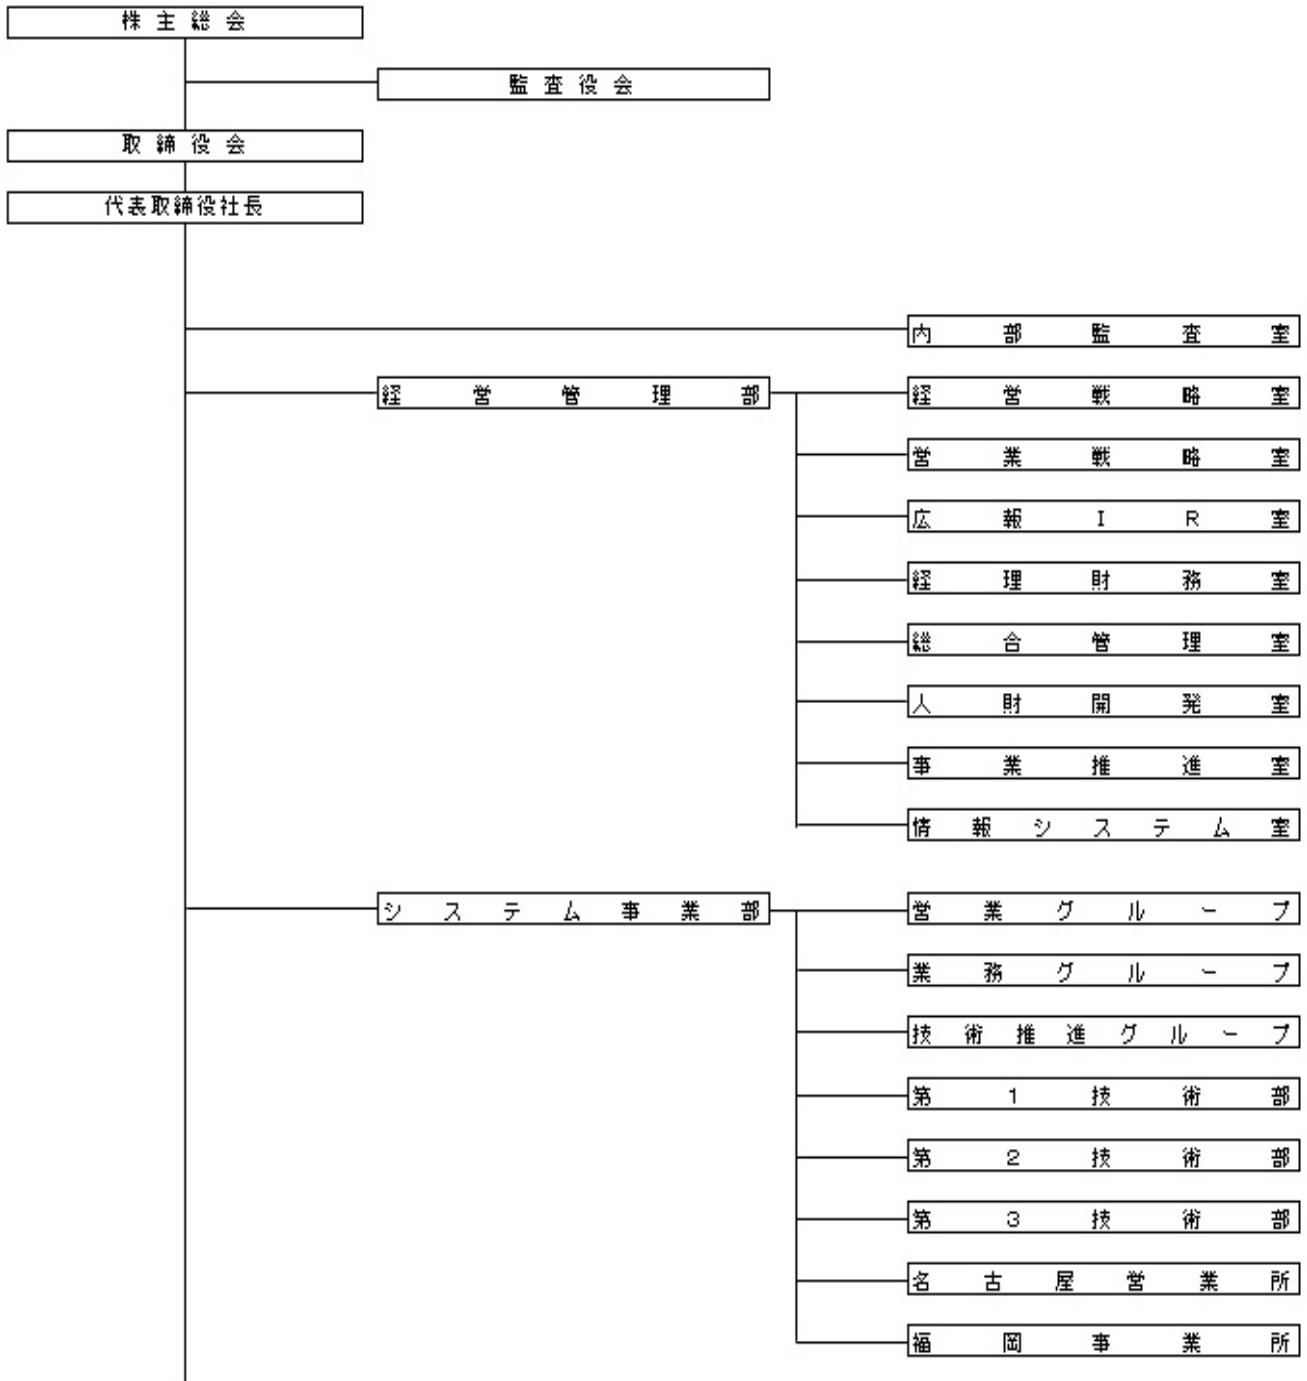 株主総会
監査役会
取締役会
代表取締役社長
内部監査室
経営管理部
経営戦略室
営業戦略室
広報IR室
経理財務室
総合管理室
人財開発室
事業推進室
情報システム室
システム事業部
営業グループ
業務グループ
技術推進グループ
第1技術部
第2技術部
第3技術部
名古屋営業所
福岡事業所